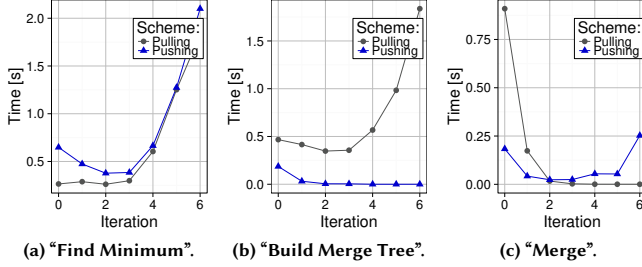 Time [s]
2.0
1.5
1.0
0.5
Scheme:
Pulling
Pushing
0 2 4 6
Iteration
(a) “Find Minimum”.
Time [s]
1.5
1.0
0.5
0.0
Scheme:
Pulling
Pushing
0 2 4 6
Iteration
(b) “Build Merge Tree”.
Time [s]
0.75
0.50
0.25
0.00
Scheme:
Pulling
Pushing
0 2 4 6
Iteration
(c) “Merge”.